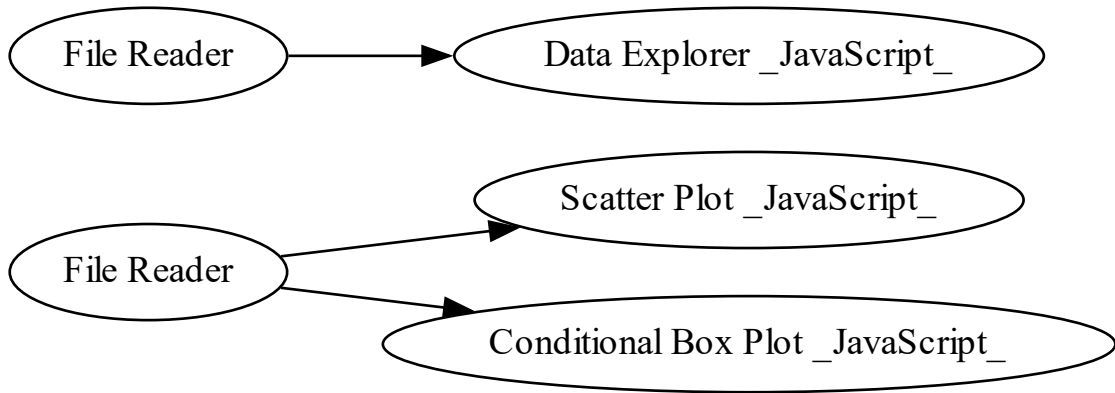 File Reader
Data Explorer _JavaScript_
Scatter Plot _JavaScript_
File Reader
Conditional Box Plot _JavaScript_